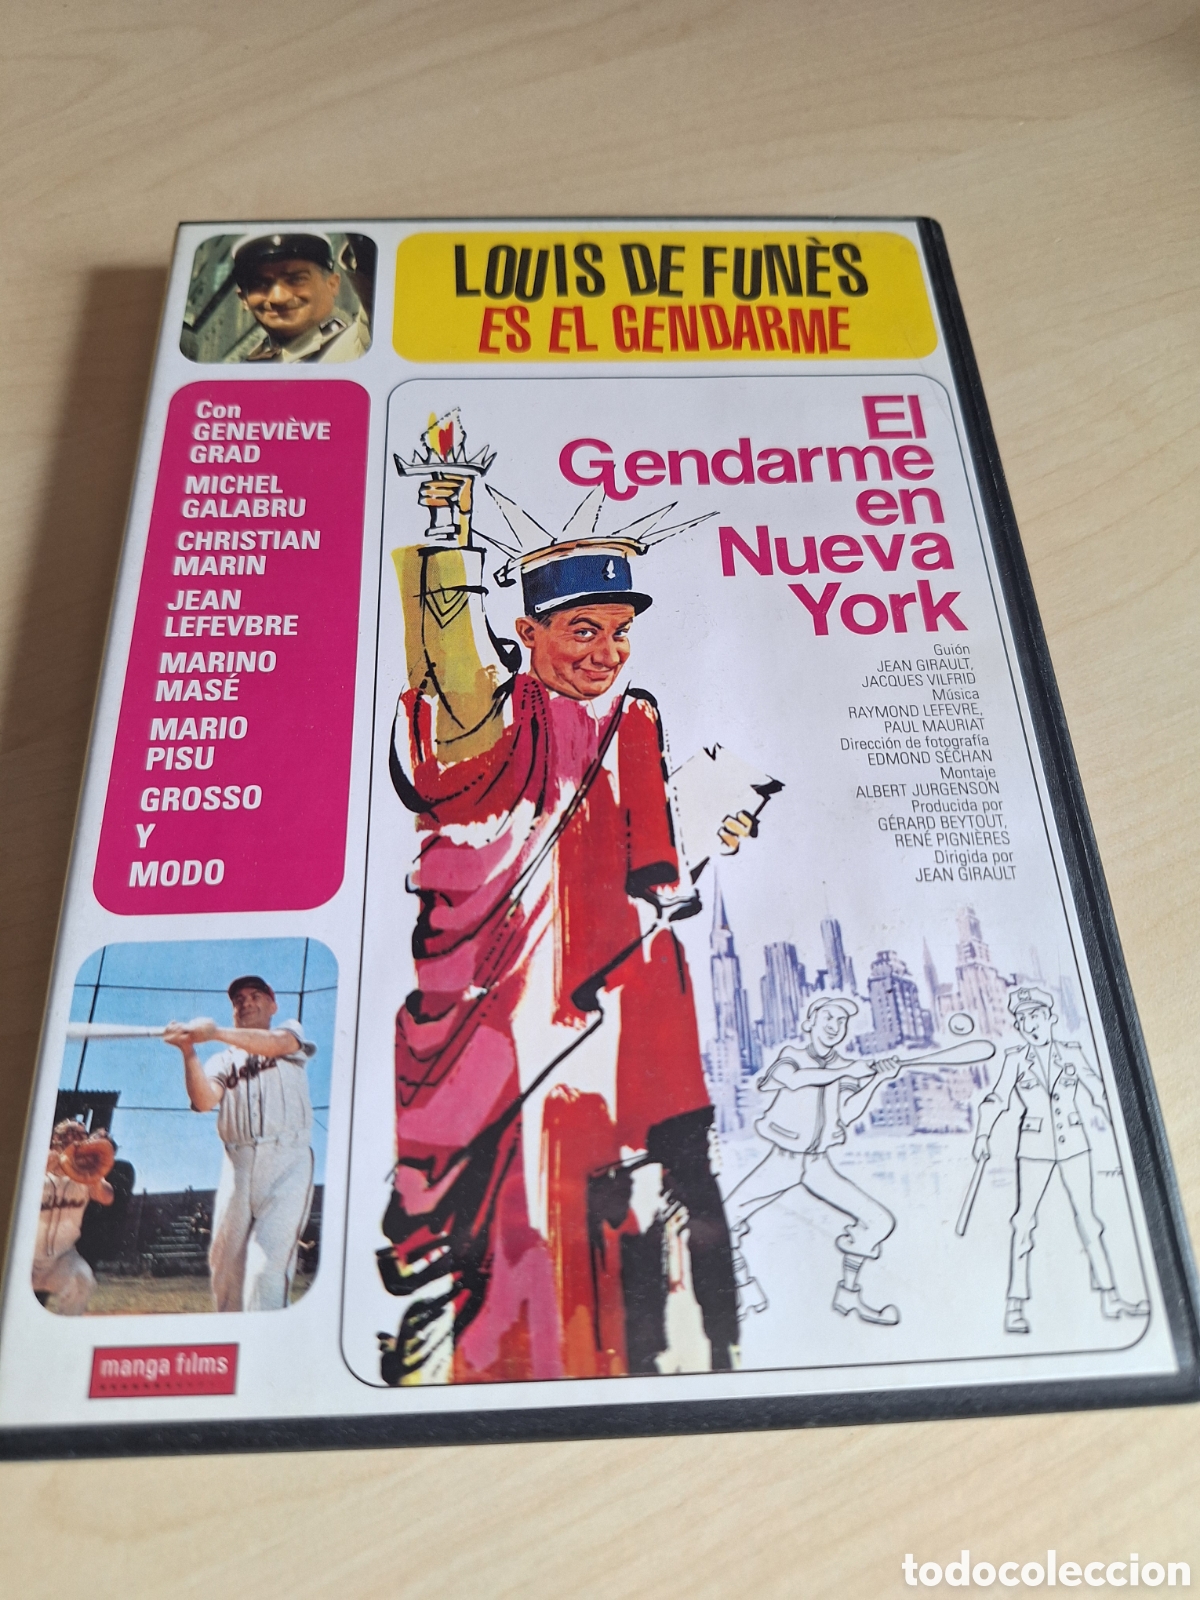 LOUIS DE FUNÈS
ES EL GENDARME
Con
GENEVIÈVE
GRAD
MICHEL
GALABRU
CHRISTIAN
MARIN
JEAN
LEFEVBRE
MARINO
MASÉ
MARIO
PISU
GROSSO
Y
MODO
El
Gendarme
en
Nueva
York
Guión
JEAN GIRAULT,
JACQUES VILFRID
Música
RAYMOND LEFEVRE,
PAUL MAURIAT
Dirección de fotografía
EDMOND SÉCHAN
Montaje
ALBERT JURGENSON
Producida por
GÉRARD BEYTOUT,
RENÉ PIGNIÈRES
Dirigida por
JEAN GIRAULT
manga films
todocoleccion